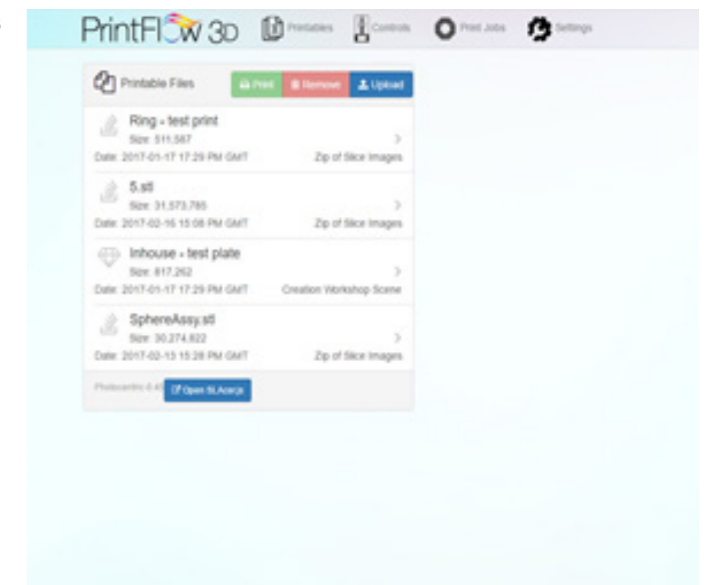 PrintFlow 3D Printables Controls Print Jobs Settings
Printable Files Print Remove Upload
Ring - test print
Size: 511,567
Date: 2017-01-17 17:29 PM GMT Zip of Slice Images
5.stl
Size: 31,573,785
Date: 2017-02-16 15:08 PM GMT Zip of Slice Images
Inhouse - test plate
Size: 817,262
Date: 2017-01-17 17:29 PM GMT Creation Workshop Scene
SphereAssy.stl
Size: 30,274,822
Date: 2017-02-13 15:28 PM GMT Zip of Slice Images
Open SLAcerjs